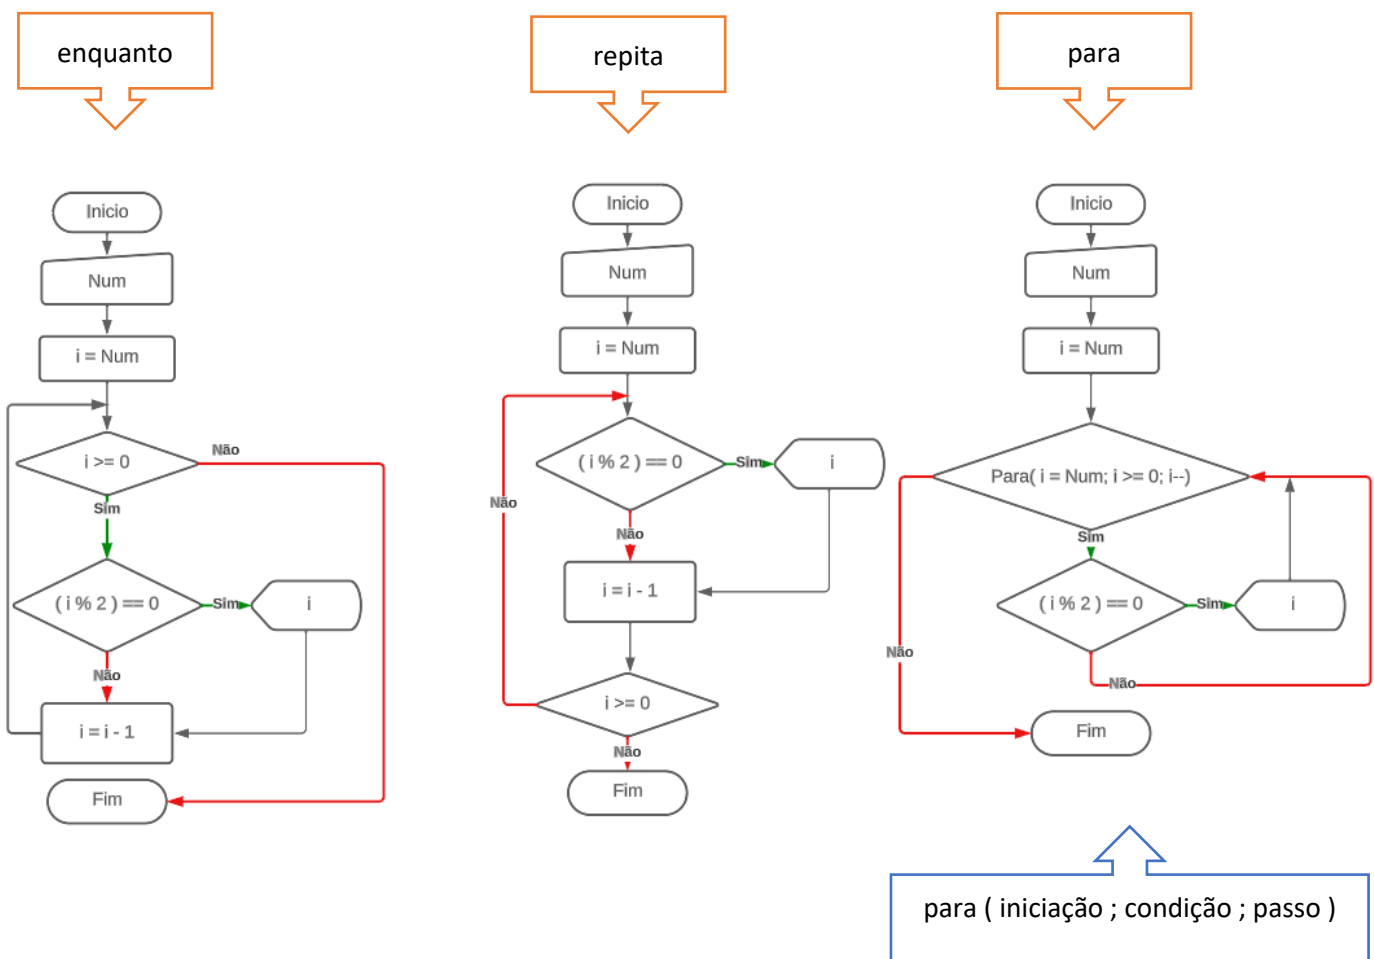 enquanto
Inicio
Num
i = Num
i >= 0
Não
Sim
( i % 2 ) == 0
Sim
i
Não
i = i - 1
Fim
repita
Inicio
Num
i = Num
( i % 2 ) == 0
Sim
i
Não
Não
i = i - 1
i >= 0
Não
Fim
para
Inicio
Num
i = Num
Para( i = Num; i >= 0; i--)
Sim
( i % 2 ) == 0
Sim
i
Não
Não
Fim
para ( iniciação ; condição ; passo )